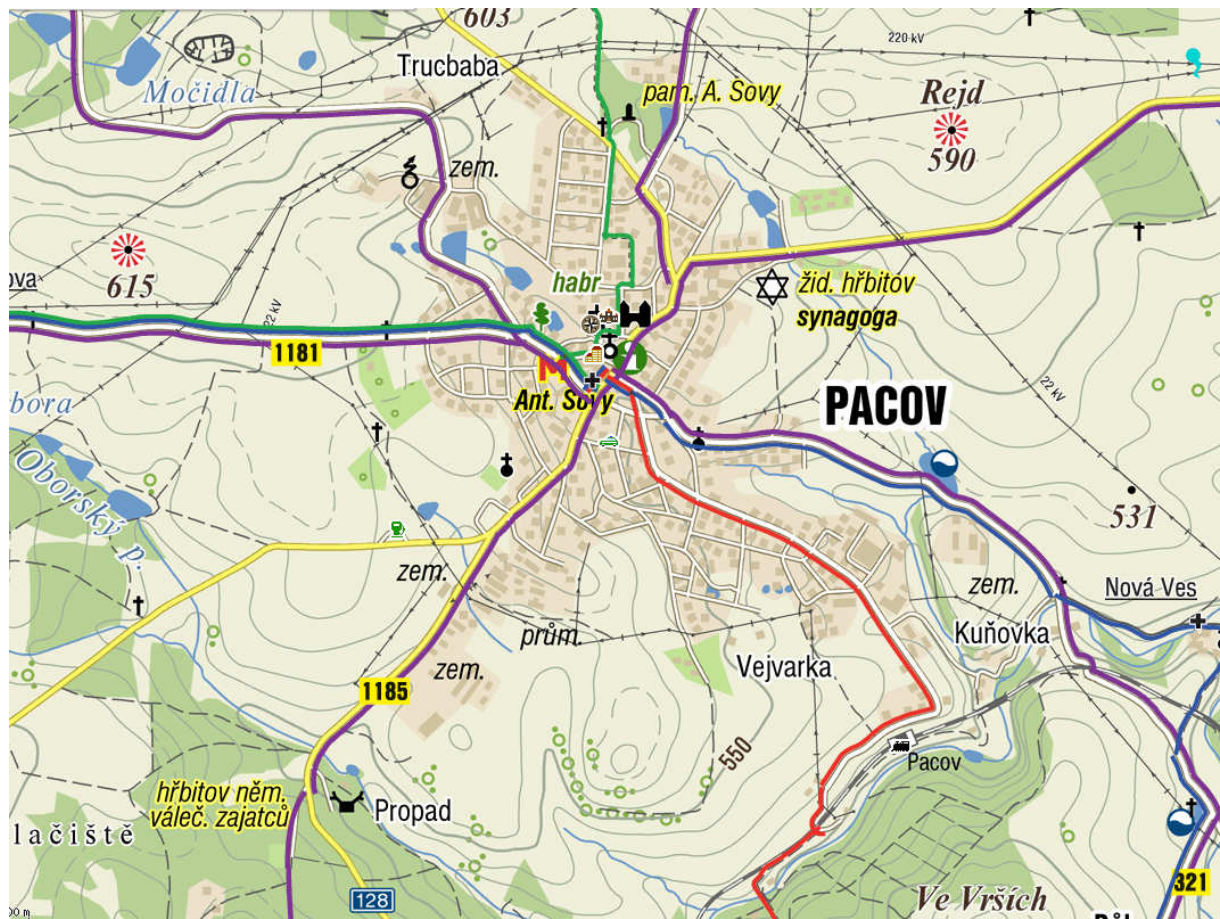 603
220 kV
Trucbaba
Močidla
pam. A. Sovy
Rejd
590
zem.
ova
615
habr
žid. hřbitov
synagoga
22 kV
1181
M
Ant. Sovy
PACOV
22 kV
bora
Oborský p.
531
zem.
zem.
Nová Ves
prům.
Kuňovka
zem.
Vejvarka
1185
550
Pacov
hřbitov něm.
váleč. zajatců
Propad
lačiště
321
128
Ve Vrších